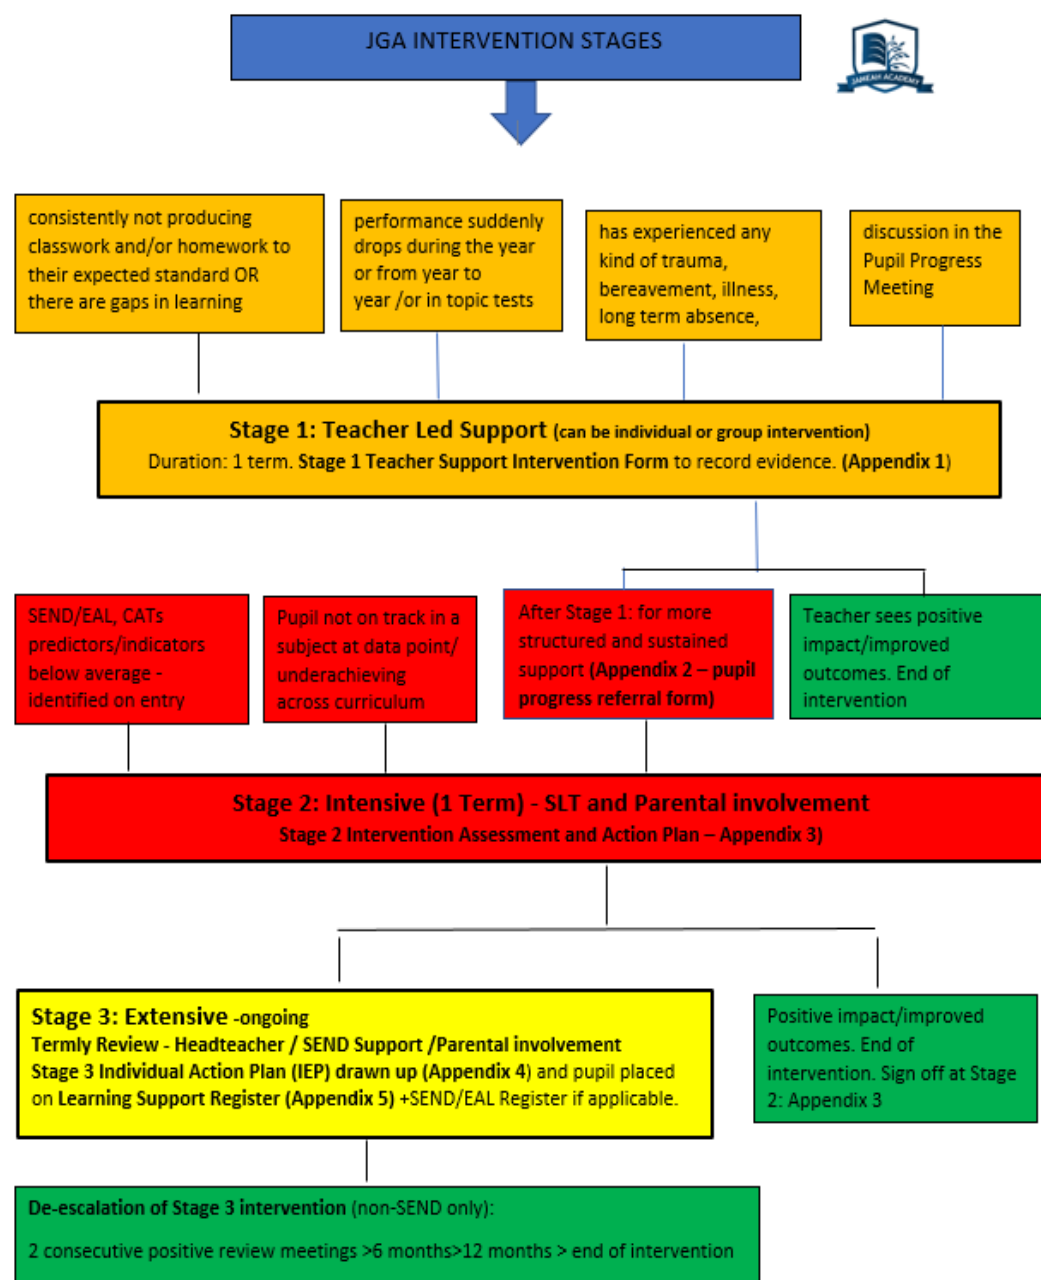 JGA INTERVENTION STAGES
JAMEAH ACADEMY
consistently not producing
classwork and/or homework to
their expected standard OR
there are gaps in learning
performance suddenly
drops during the year
or from year to
year /or in topic tests
has experienced any
kind of trauma,
bereavement, illness,
long term absence,
discussion in the
Pupil Progress
Meeting
Stage 1: Teacher Led Support (can be individual or group intervention)
Duration: 1 term. Stage 1 Teacher Support Intervention Form to record evidence. (Appendix 1)
SEND/EAL, CATs
predictors/indicators
below average -
identified on entry
Pupil not on track in a
subject at data point/
underachieving
across curriculum
After Stage 1: for more
structured and sustained
support (Appendix 2 – pupil
progress referral form)
Teacher sees positive
impact/improved
outcomes. End of
intervention
Stage 2: Intensive (1 Term) - SLT and Parental involvement
Stage 2 Intervention Assessment and Action Plan – Appendix 3)
Stage 3: Extensive -ongoing
Termly Review - Headteacher / SEND Support /Parental involvement
Stage 3 Individual Action Plan (IEP) drawn up (Appendix 4) and pupil placed
on Learning Support Register (Appendix 5) +SEND/EAL Register if applicable.
Positive impact/improved
outcomes. End of
intervention. Sign off at Stage
2: Appendix 3
De-escalation of Stage 3 intervention (non-SEND only):
2 consecutive positive review meetings >6 months>12 months > end of intervention